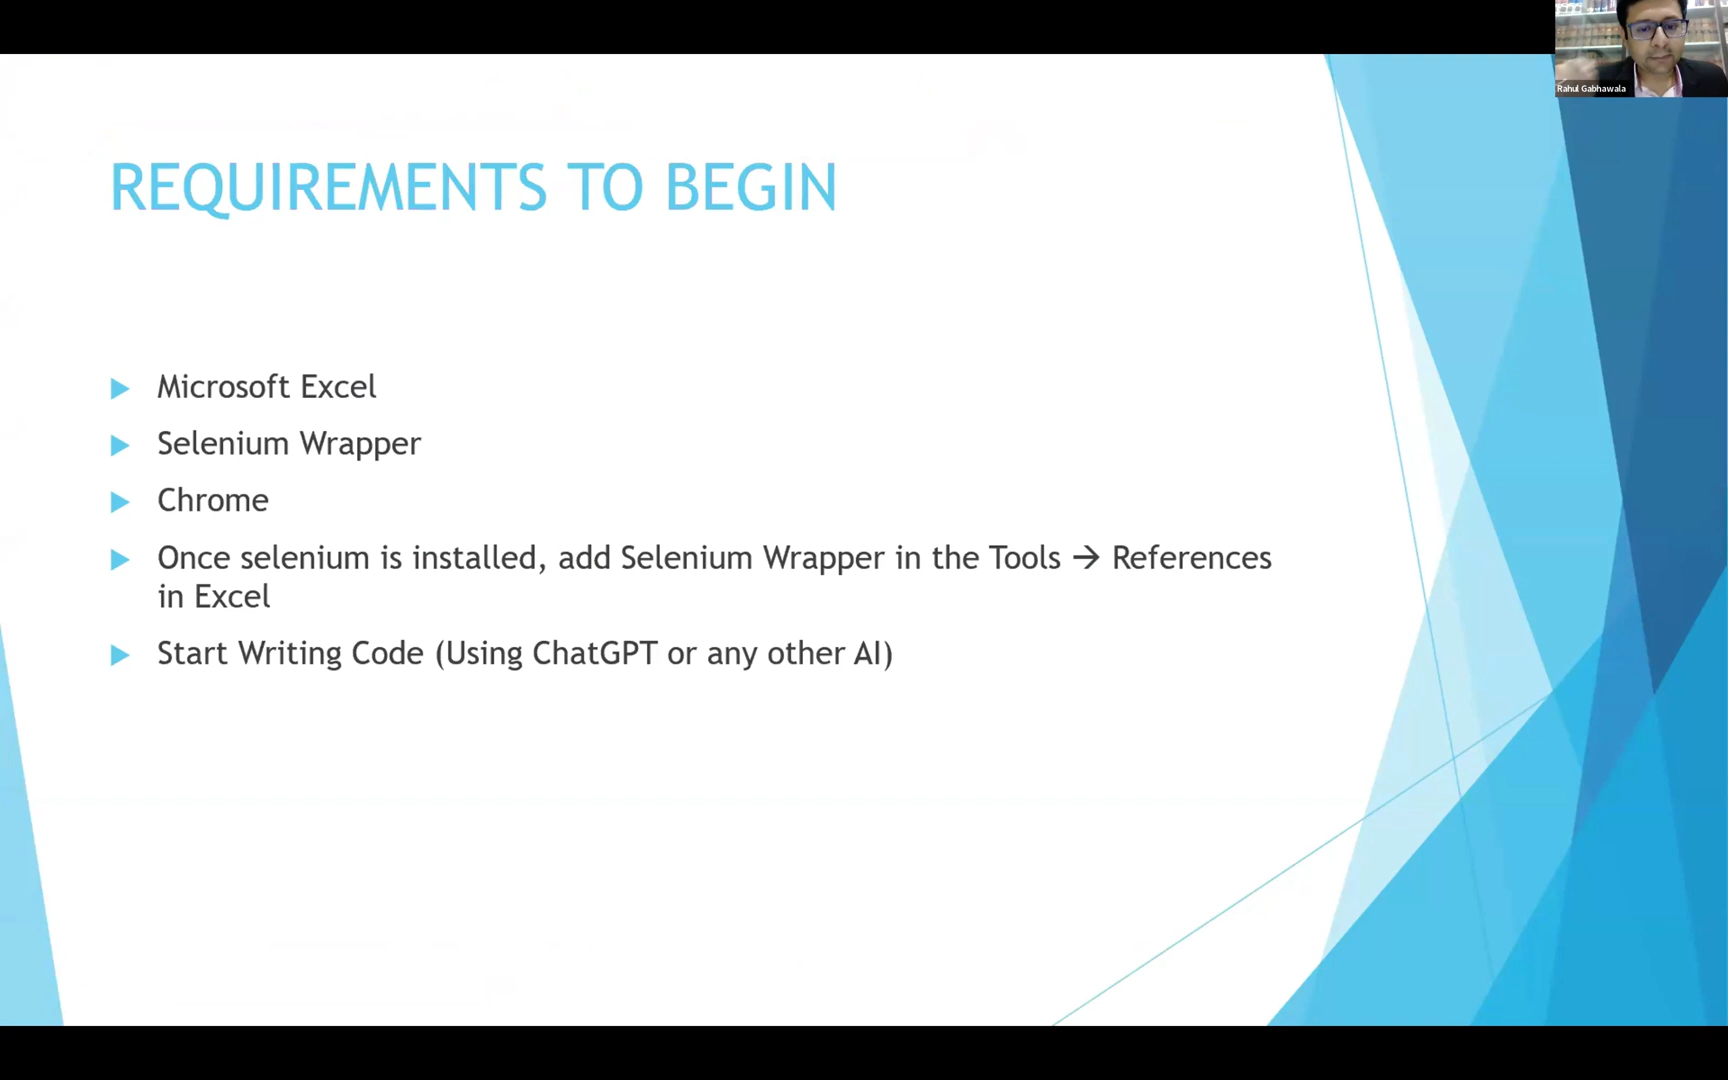 Rahul Gabhawala
REQUIREMENTS TO BEGIN
Microsoft Excel
Selenium Wrapper
Chrome
Once selenium is installed, add Selenium Wrapper in the Tools → References
in Excel
Start Writing Code (Using ChatGPT or any other AI)